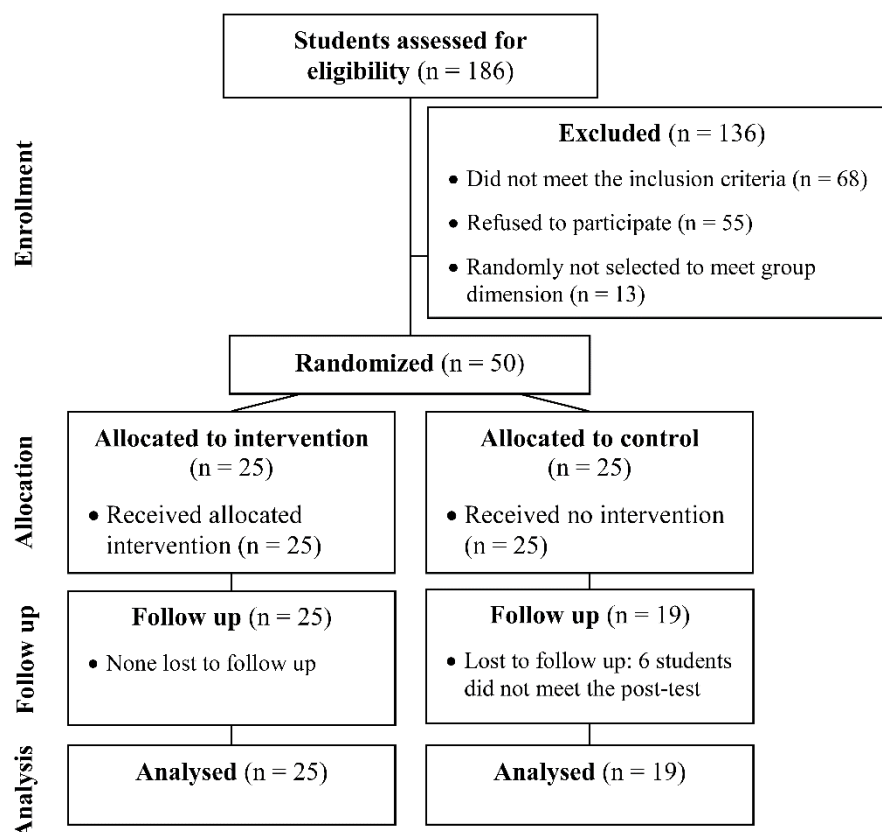 Students assessed for
eligibility (n = 186)
Enrollment
Excluded (n = 136)
• Did not meet the inclusion criteria (n = 68)
• Refused to participate (n = 55)
• Randomly not selected to meet group
dimension (n = 13)
Randomized (n = 50)
Allocation
Allocated to intervention
(n = 25)
• Received allocated
intervention (n = 25)
Allocated to control
(n = 25)
• Received no intervention
(n = 25)
Follow up
Follow up (n = 25)
• None lost to follow up
Follow up (n = 19)
• Lost to follow up: 6 students
did not meet the post-test
Analysis
Analysed (n = 25)
Analysed (n = 19)